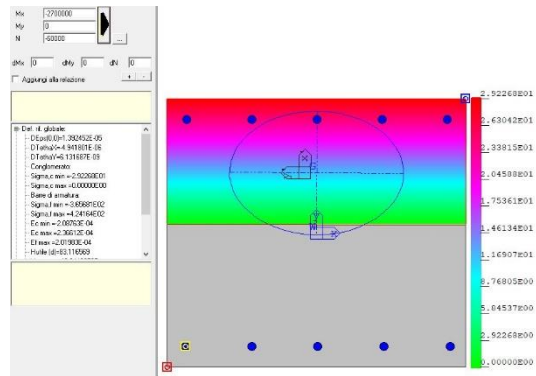 Mx -2700000
My 0
N -60000
...
dMx 0 dMy 0 dN 0
Aggiungi alla relazione + -
Def. ril. globale:
DEps(0,0)=1.392452E-05
DTethaX=-4.941801E-06
DTethaY=6.131687E-09
Conglomerato:
Sigma,c min =-2.92268E01
Sigma,c max =0.00000E00
Barre di armatura
Sigma,f min =-3.65681E02
Sigma,f max =4.24164E02
Ec min =-2.08763E-04
Ec max =2.36612E-04
Ef max =2.01983E-04
Hutile (d)=63.116569
2.92268E01
2.63042E01
2.33815E01
2.04588E01
1.75361E01
1.46134E01
1.16907E01
8.76805E00
5.84537E00
2.92268E00
0.00000E00